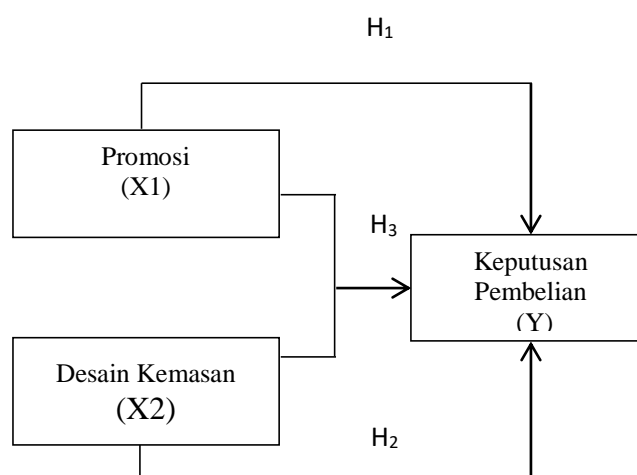 H₁
Promosi
(X1)
H₃
Keputusan
Pembelian
(Y)
Desain Kemasan
(X2)
H₂